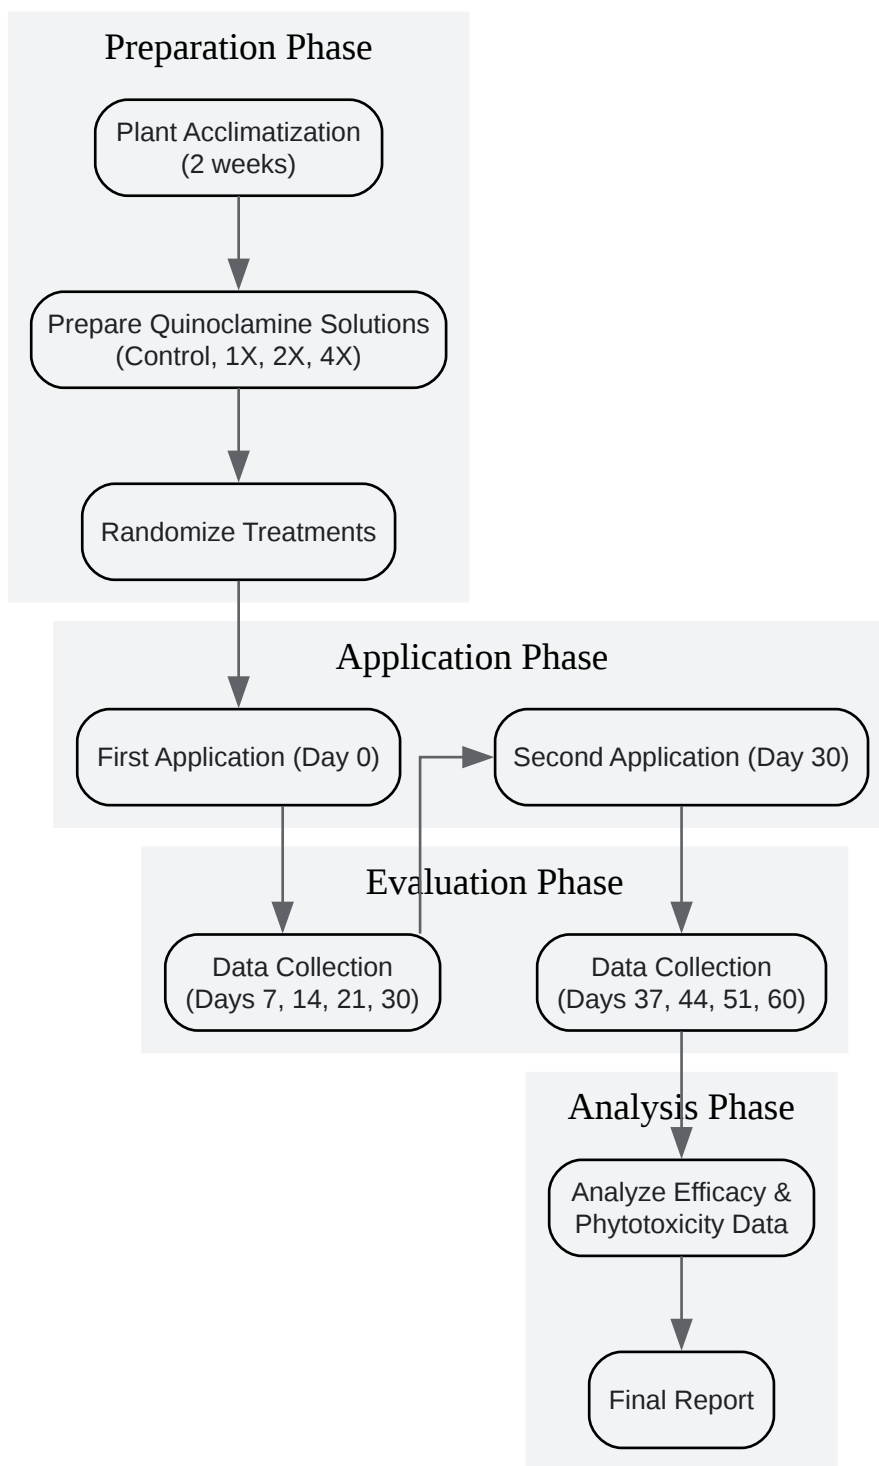 Preparation Phase
Plant Acclimatization
(2 weeks)
Prepare Quinoclamine Solutions
(Control, 1X, 2X, 4X)
Randomize Treatments
Application Phase
First Application (Day 0)
Second Application (Day 30)
Evaluation Phase
Data Collection
(Days 7, 14, 21, 30)
Data Collection
(Days 37, 44, 51, 60)
Analysis Phase
Analyze Efficacy &
Phytotoxicity Data
Final Report